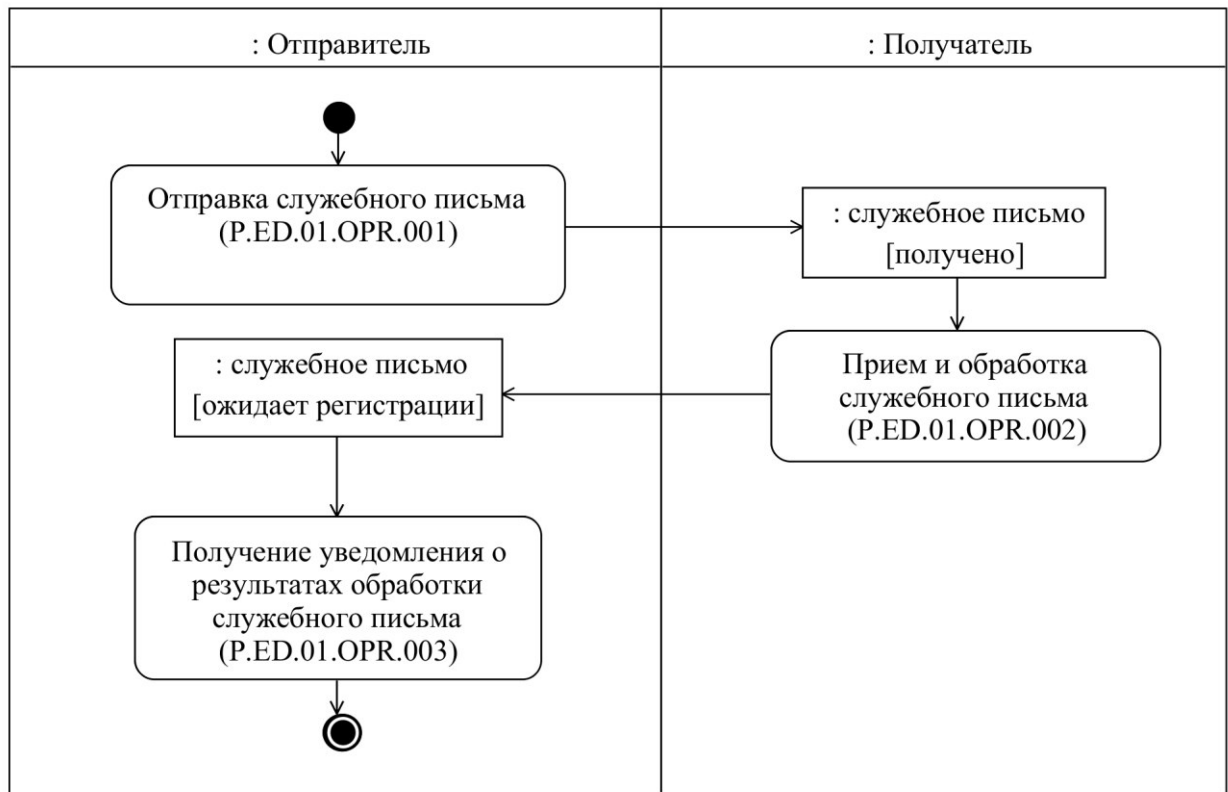 : Отправитель
: Получатель
Отправка служебного письма
(P.ED.01.OPR.001)
: служебное письмо
[получено]
Прием и обработка
служебного письма
(P.ED.01.OPR.002)
: служебное письмо
[ожидает регистрации]
Получение уведомления о
результатах обработки
служебного письма
(P.ED.01.OPR.003)